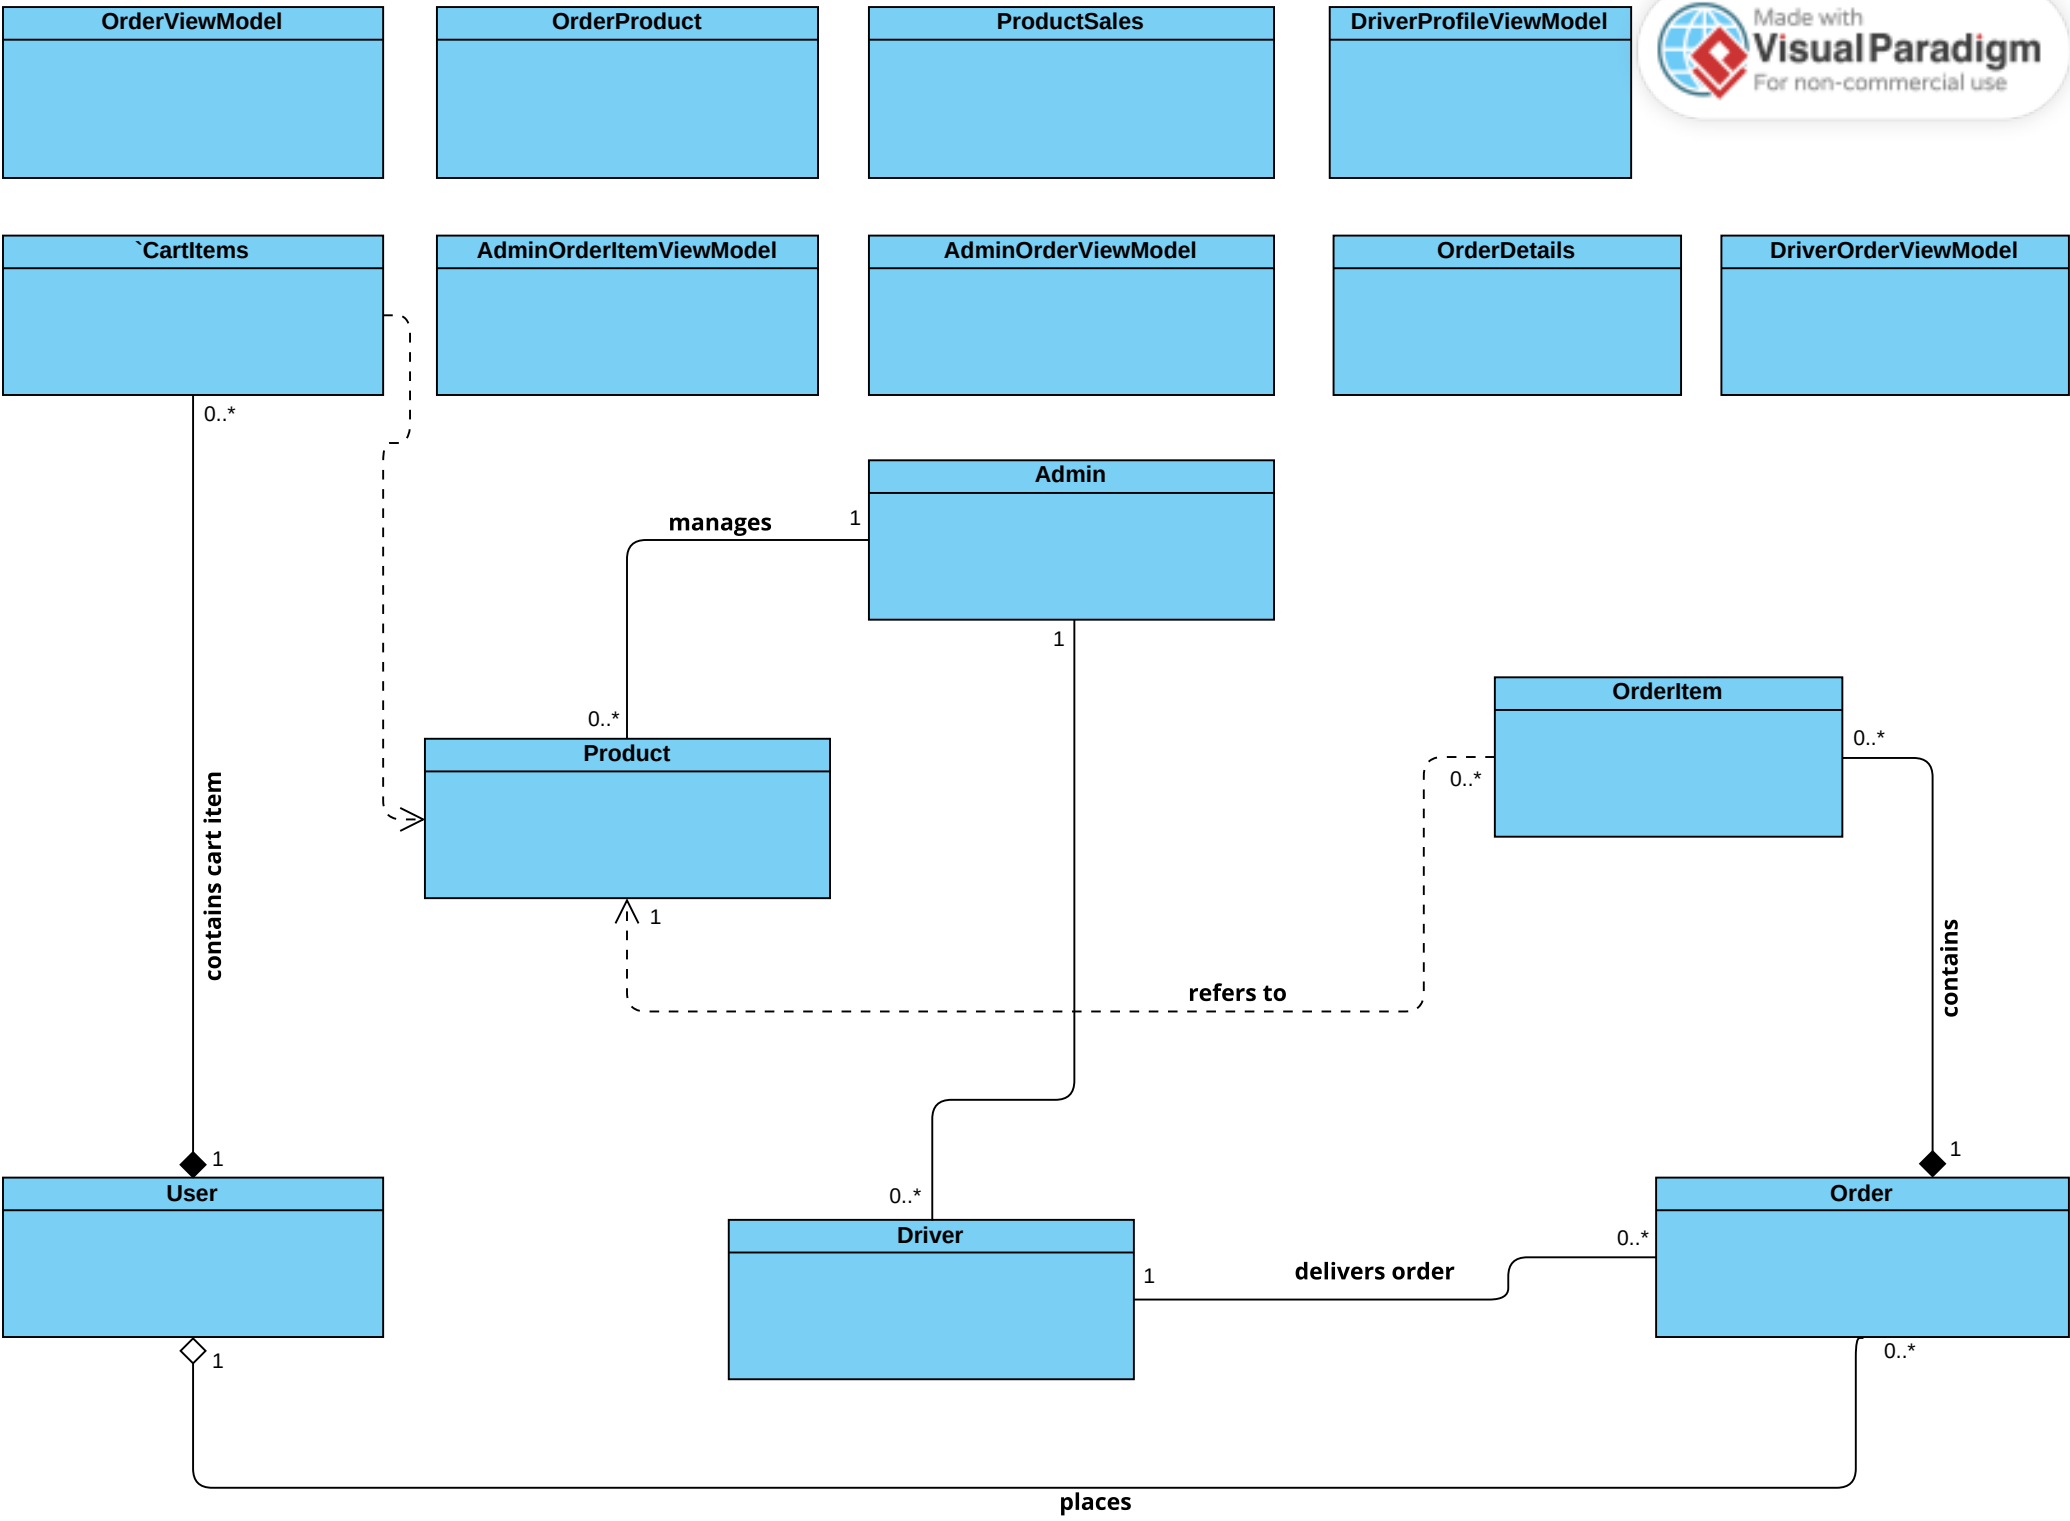 OrderViewModel
OrderProduct
ProductSales
DriverProfileViewModel
Made with
Visual Paradigm
For non-commercial use
`CartItems
AdminOrderItemViewModel
AdminOrderViewModel
OrderDetails
DriverOrderViewModel
0..*
Admin
manages
1
1
0..*
Product
OrderItem
0..*
0..*
contains cart item
1
refers to
contains
1
1
User
Order
0..*
Driver
0..*
1
delivers order
1
0..*
places